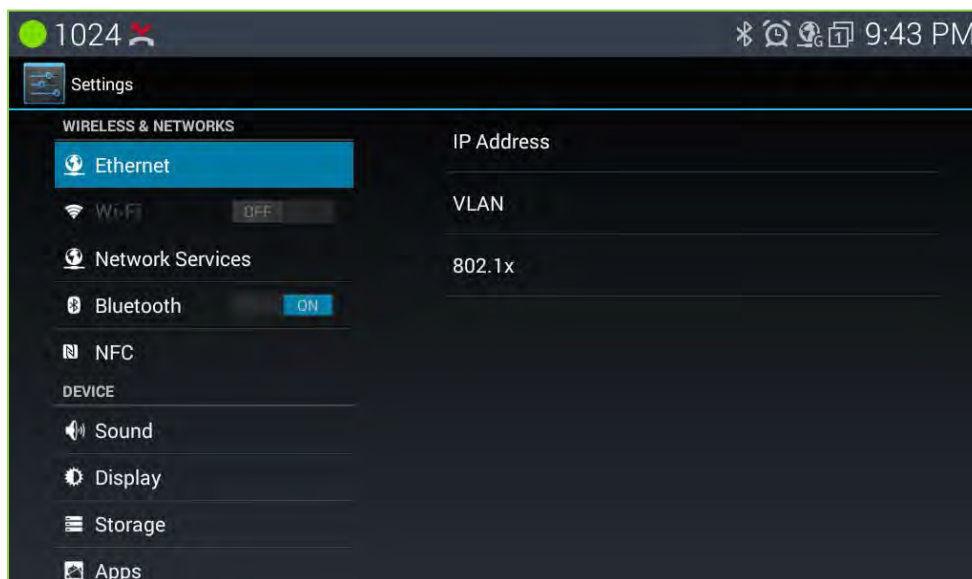 1024
G 1 9:43 PM
Settings
WIRELESS & NETWORKS
Ethernet
Wi-Fi OFF
Network Services
Bluetooth ON
NFC
DEVICE
Sound
Display
Storage
Apps
IP Address
VLAN
802.1x